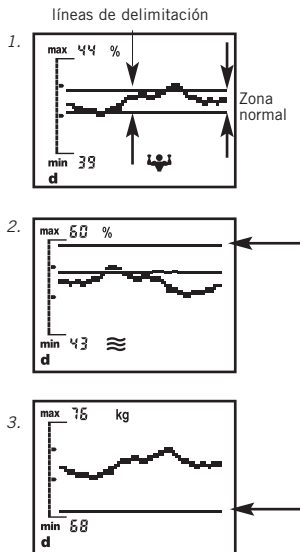 líneas de delimitación
1.
max 44 %
Zona
normal
min 39
d
2.
max 60 %
min 43
d
3.
max 76 kg
min 68
d